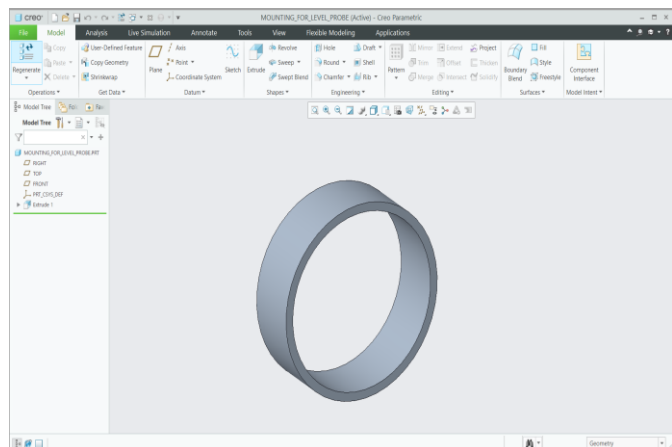 creo
MOUNTING_FOR_LEVEL_PROBE (Active) - Creo Parametric
File Model Analysis Live Simulation Annotate Tools View Flexible Modeling Applications
Regenerate
Copy
Paste
Delete
User-Defined Feature
Copy Geometry
Shrinkwrap
Plane
Axis
Point
Coordinate System
Sketch
Extrude
Revolve
Sweep
Swept Blend
Hole
Round
Chamfer
Draft
Shell
Rib
Pattern
Mirror
Trim
Merge
Extend
Offset
Intersect
Project
Thicken
Solidify
Boundary Blend
Fill
Style
Freestyle
Component Interface
Operations Get Data Datum Shapes Engineering Editing Surfaces Model Intent
Model Tree
Model Tree
MOUNTING_FOR_LEVEL_PROBE.PRT
RIGHT
TOP
FRONT
PRT_CSYS_DEF
Extrude 1
Geometry